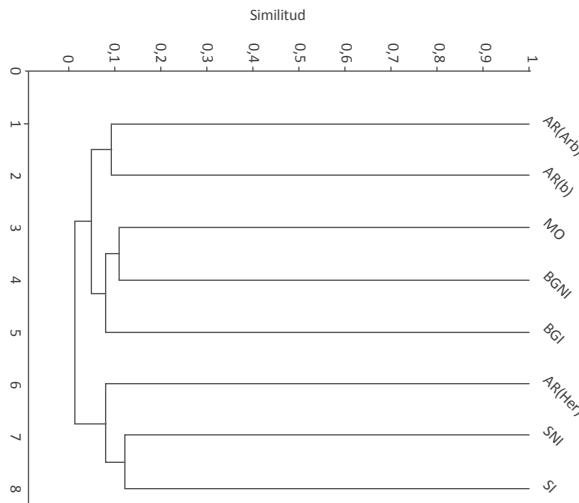 Similitud
0
0,1
0,2
0,3
0,4
0,5
0,6
0,7
0,8
0,9
1
0
1
2
3
4
5
6
7
8
AR(Arb)
AR(b)
MO
BGNI
BGI
AR(Her)
SNI
SI